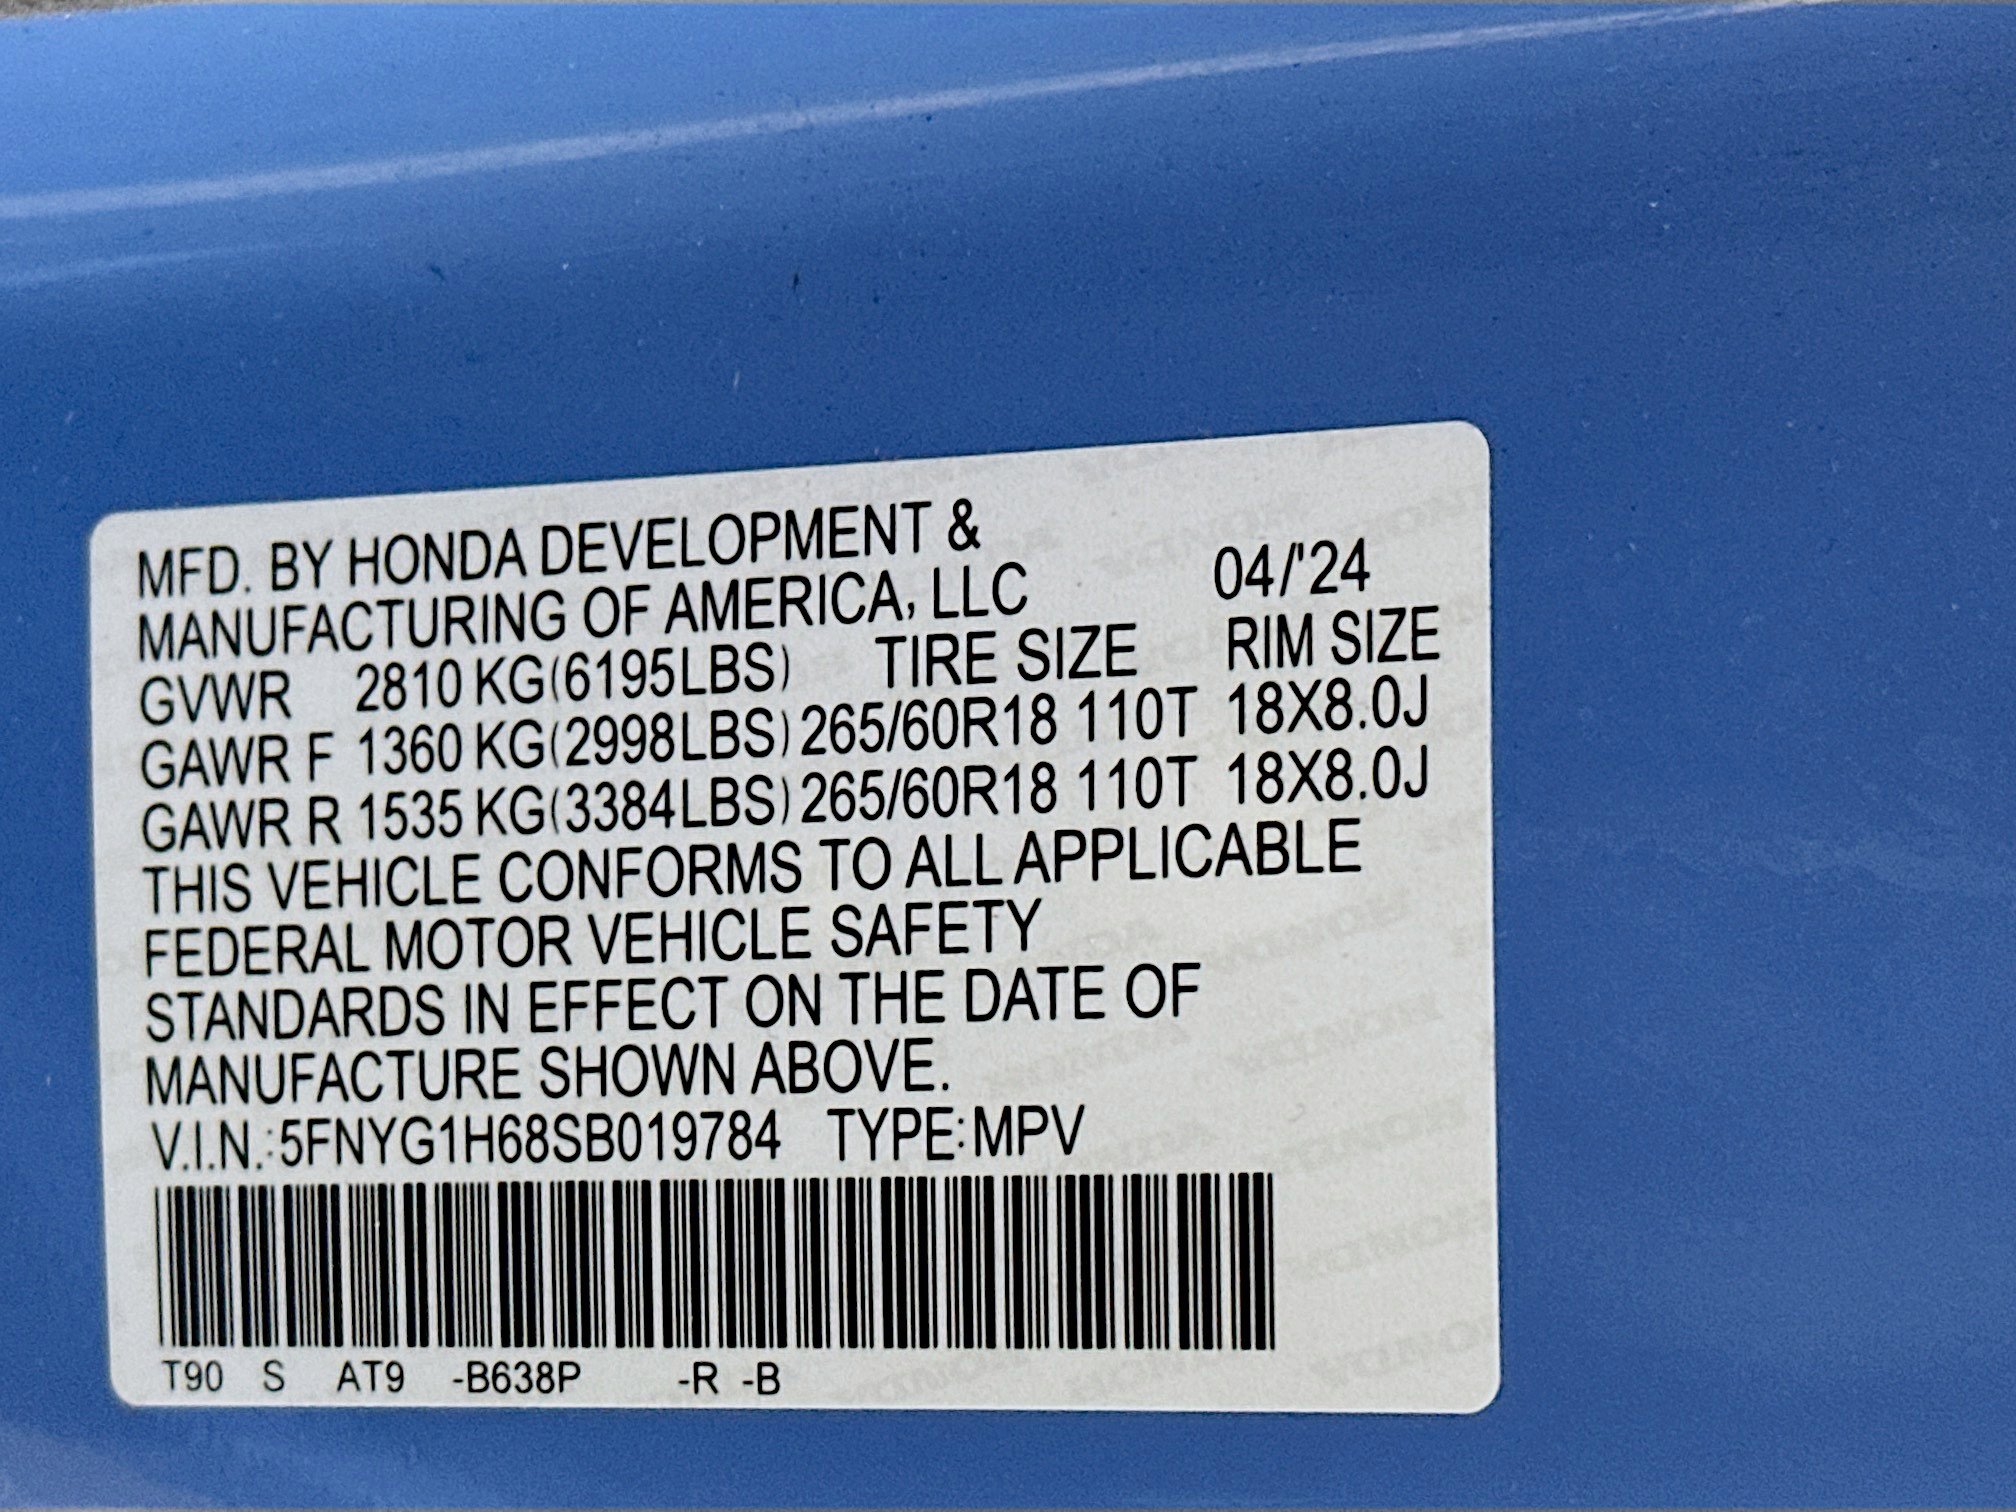 MFD. BY HONDA DEVELOPMENT &
MANUFACTURING OF AMERICA, LLC 04/'24
GVWR 2810 KG(6195LBS) TIRE SIZE RIM SIZE
GAWR F 1360 KG(2998LBS) 265/60R18 110T 18X8.0J
GAWR R 1535 KG(3384LBS) 265/60R18 110T 18X8.0J
THIS VEHICLE CONFORMS TO ALL APPLICABLE
FEDERAL MOTOR VEHICLE SAFETY
STANDARDS IN EFFECT ON THE DATE OF
MANUFACTURE SHOWN ABOVE.
V.I.N.:5FNYG1H68SB019784 TYPE:MPV
T90 S AT9 -B638P -R -B